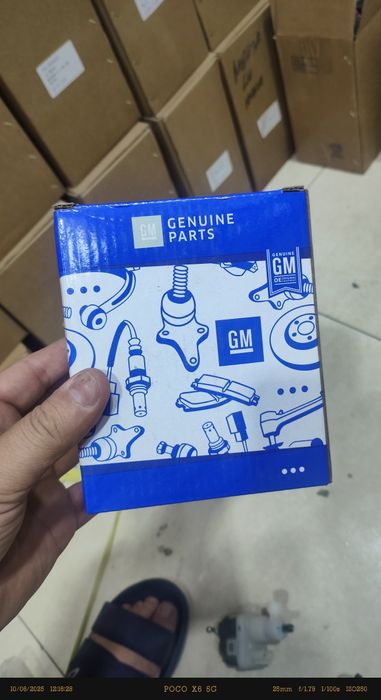 GM
GENUINE
PARTS
GENUINE
GM
OE
GM
10/06/2025 12:16:28
POCO X6 5G
25mm f/1.79 1/100s ISO250